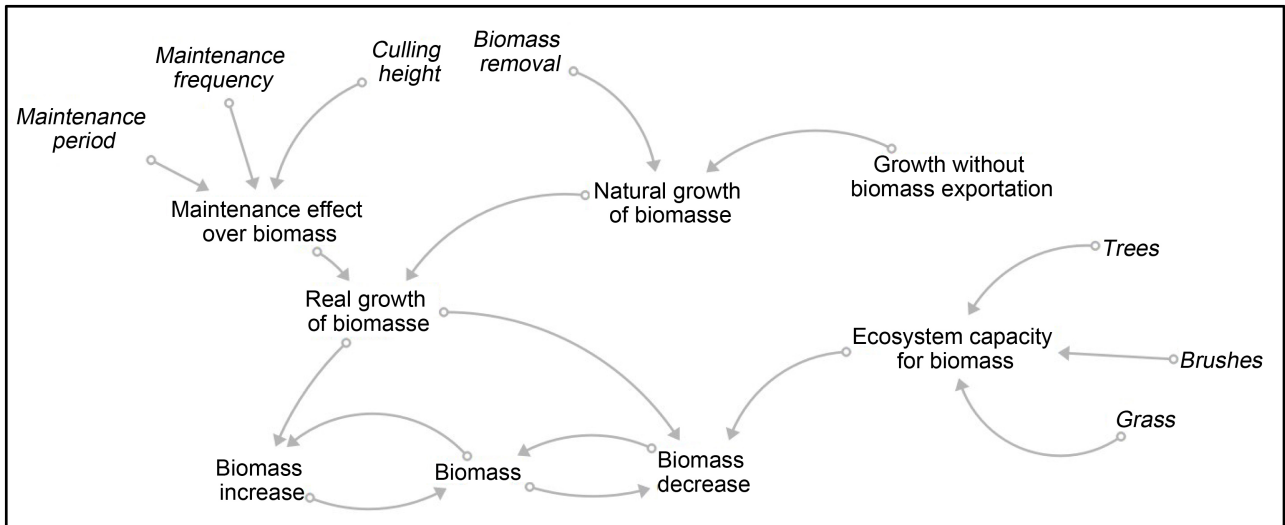 Maintenance
period
Maintenance
frequency
Culling
height
Biomass
removal
Maintenance effect
over biomass
Natural growth
of biomasse
Growth without
biomass exportation
Real growth
of biomasse
Trees
Ecosystem capacity
for biomass
Brushes
Grass
Biomass
increase
Biomass
Biomass
decrease